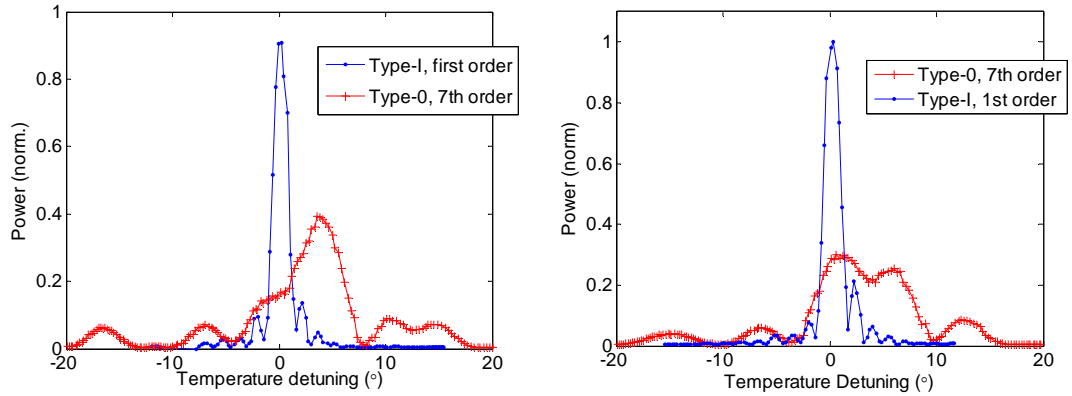 1
0.8
0.6
0.4
0.2
0
-20
-10
0
10
20
Power (norm.)
Temperature detuning (°)
Type-I, first order
Type-0, 7th order
1
0.8
0.6
0.4
0.2
0
-20
-10
0
10
20
Power (norm)
Temperature Detuning (°)
Type-0, 7th order
Type-I, 1st order